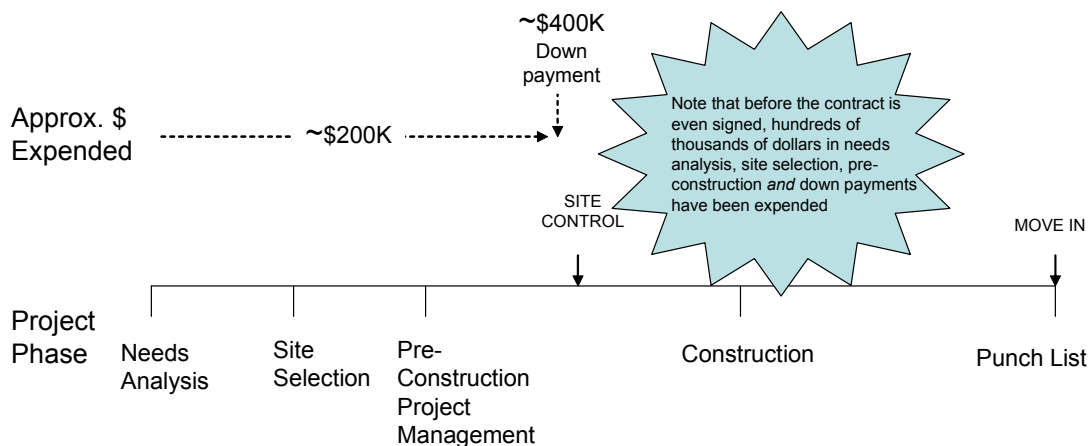 ~$400K
Down
payment
Approx. $
Expended
~$200K
Note that before the contract is
even signed, hundreds of
thousands of dollars in needs
analysis, site selection, pre-
construction and down payments
have been expended
SITE
CONTROL
MOVE IN
Project
Phase
Needs
Analysis
Site
Selection
Pre-
Construction
Project
Management
Construction
Punch List